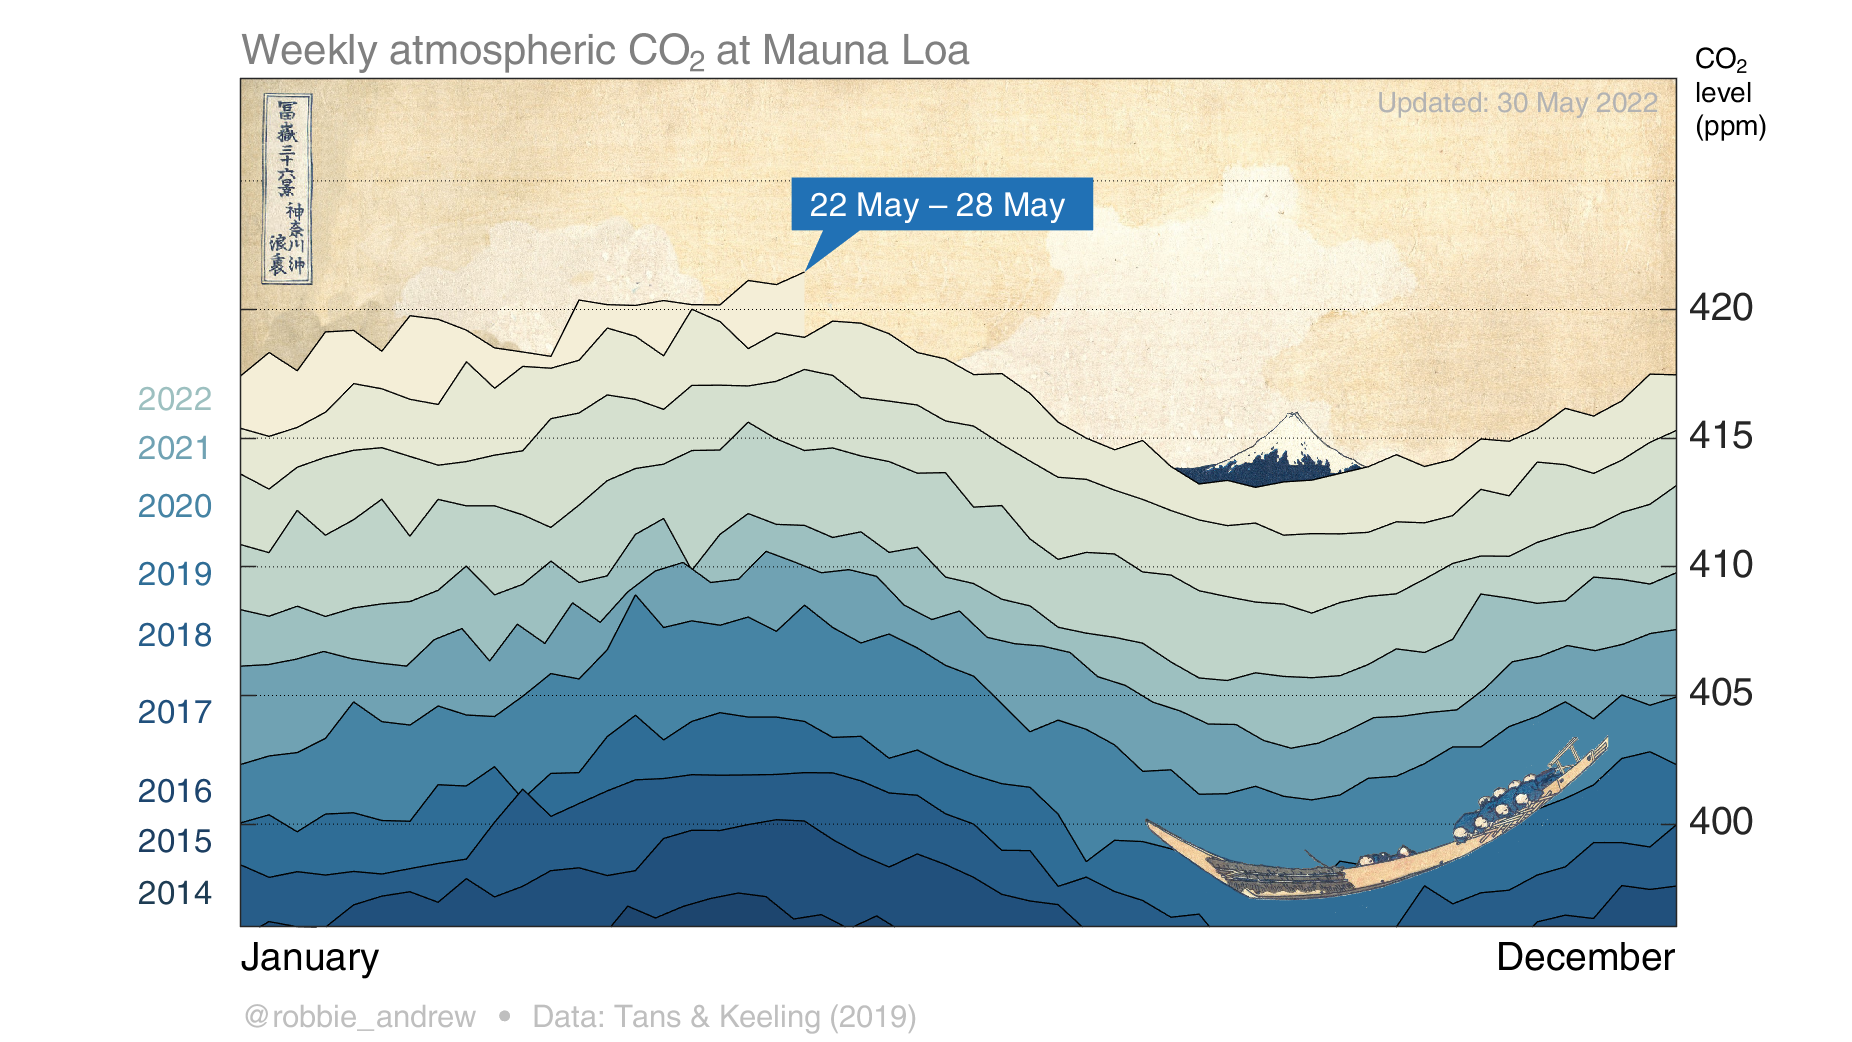 Weekly atmospheric CO₂ at Mauna Loa
CO₂
level
(ppm)
Updated: 30 May 2022
冨嶽三十六景
神奈川沖
浪裏
22 May – 28 May
420
415
410
405
400
2022
2021
2020
2019
2018
2017
2016
2015
2014
January
December
@robbie_andrew • Data: Tans & Keeling (2019)